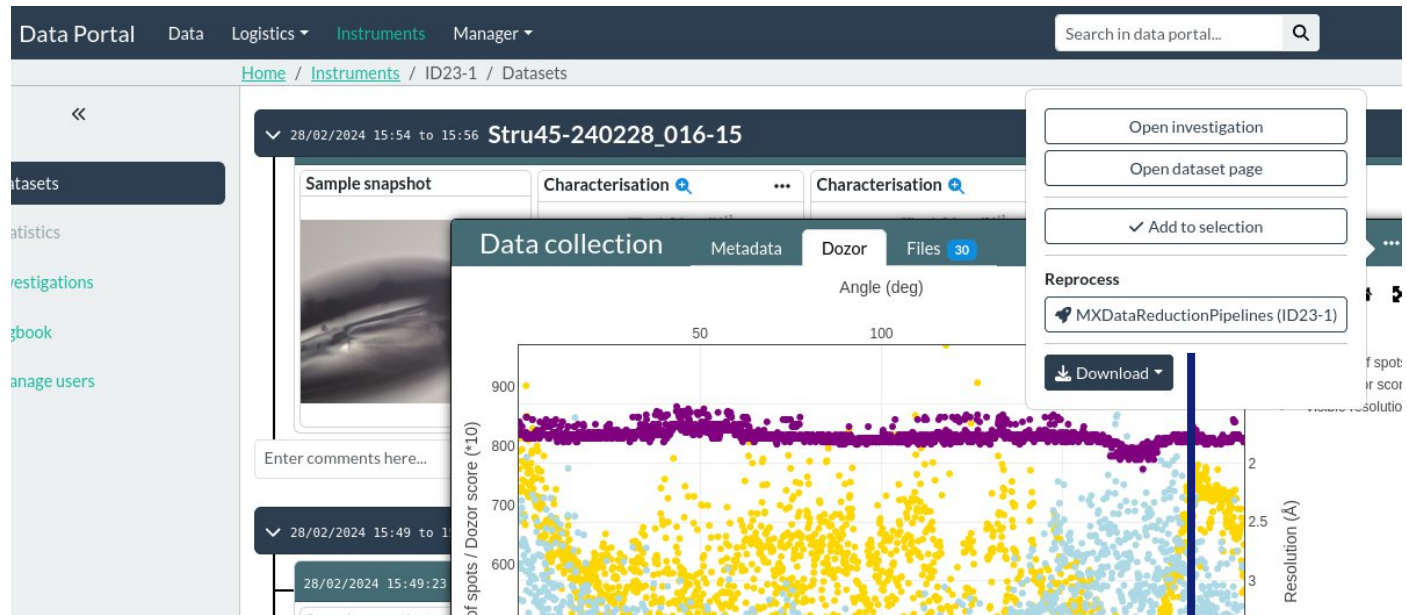 Data Portal Data Logistics Instruments Manager Search in data portal...
Home / Instruments / ID23-1 / Datasets
28/02/2024 15:54 to 15:56 Stru45-240228_016-15
Open investigation
Open dataset page
Add to selection
Reprocess
MXDataReductionPipelines (ID23-1)
Download
atasets
atistics
vestigations
gbook
anage users
Sample snapshot
Characterisation
Characterisation
Data collection Metadata Dozor Files 30
Angle (deg)
50 100
900
800
700
600
of spots / Dozor score (*10)
2
2.5
3
Resolution (Å)
f spots
or scor
Enter comments here...
28/02/2024 15:49 to 1
28/02/2024 15:49:23